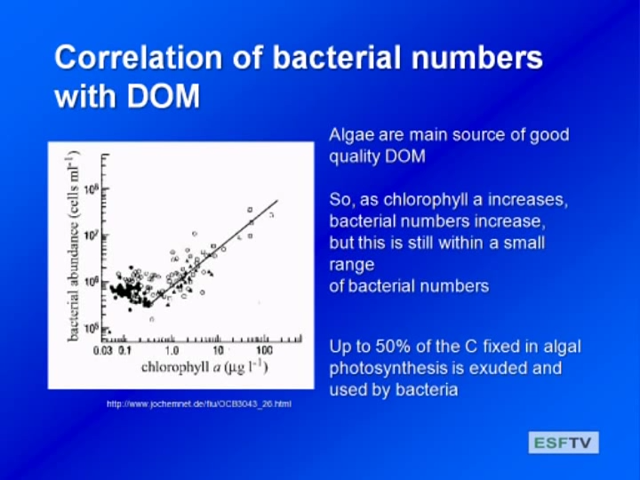 Correlation of bacterial numbers
with DOM
Algae are main source of good
quality DOM
So, as chlorophyll a increases,
bacterial numbers increase,
but this is still within a small
range
of bacterial numbers
Up to 50% of the C fixed in algal
photosynthesis is exuded and
used by bacteria
bacterial abundance (cells ml⁻¹)
10⁷
10⁶
10⁵
0.03 0.1 1.0 10 100
chlorophyll a (µg l⁻¹)
http://www.jochemnet.de/fiu/OCB3043_26.html
ESFTV